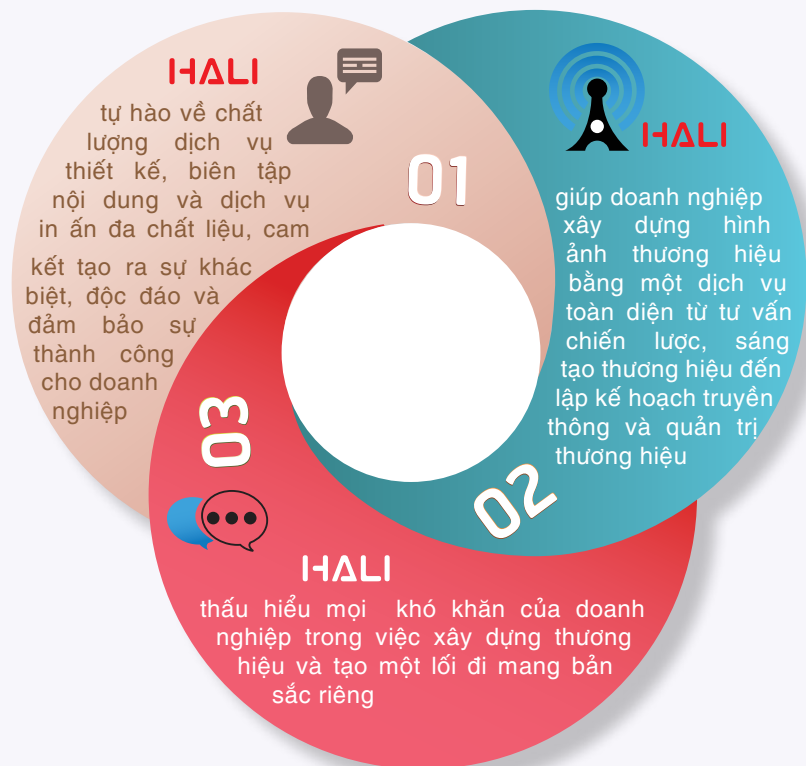 HALI
tự hào về chất
lượng dịch vụ
thiết kế, biên tập
nội dung và dịch vụ
in ấn đa chất liệu, cam
kết tạo ra sự khác
biệt, độc đáo và
đảm bảo sự
thành công
cho doanh
nghiệp
01
HALI
giúp doanh nghiệp
xây dựng hình
ảnh thương hiệu
bằng một dịch vụ
toàn diện từ tư vấn
chiến lược, sáng
tạo thương hiệu đến
lập kế hoạch truyền
thông và quản trị
thương hiệu
02
03
HALI
thấu hiểu mọi khó khăn của doanh
nghiệp trong việc xây dựng thương
hiệu và tạo một lối đi mang bản
sắc riêng